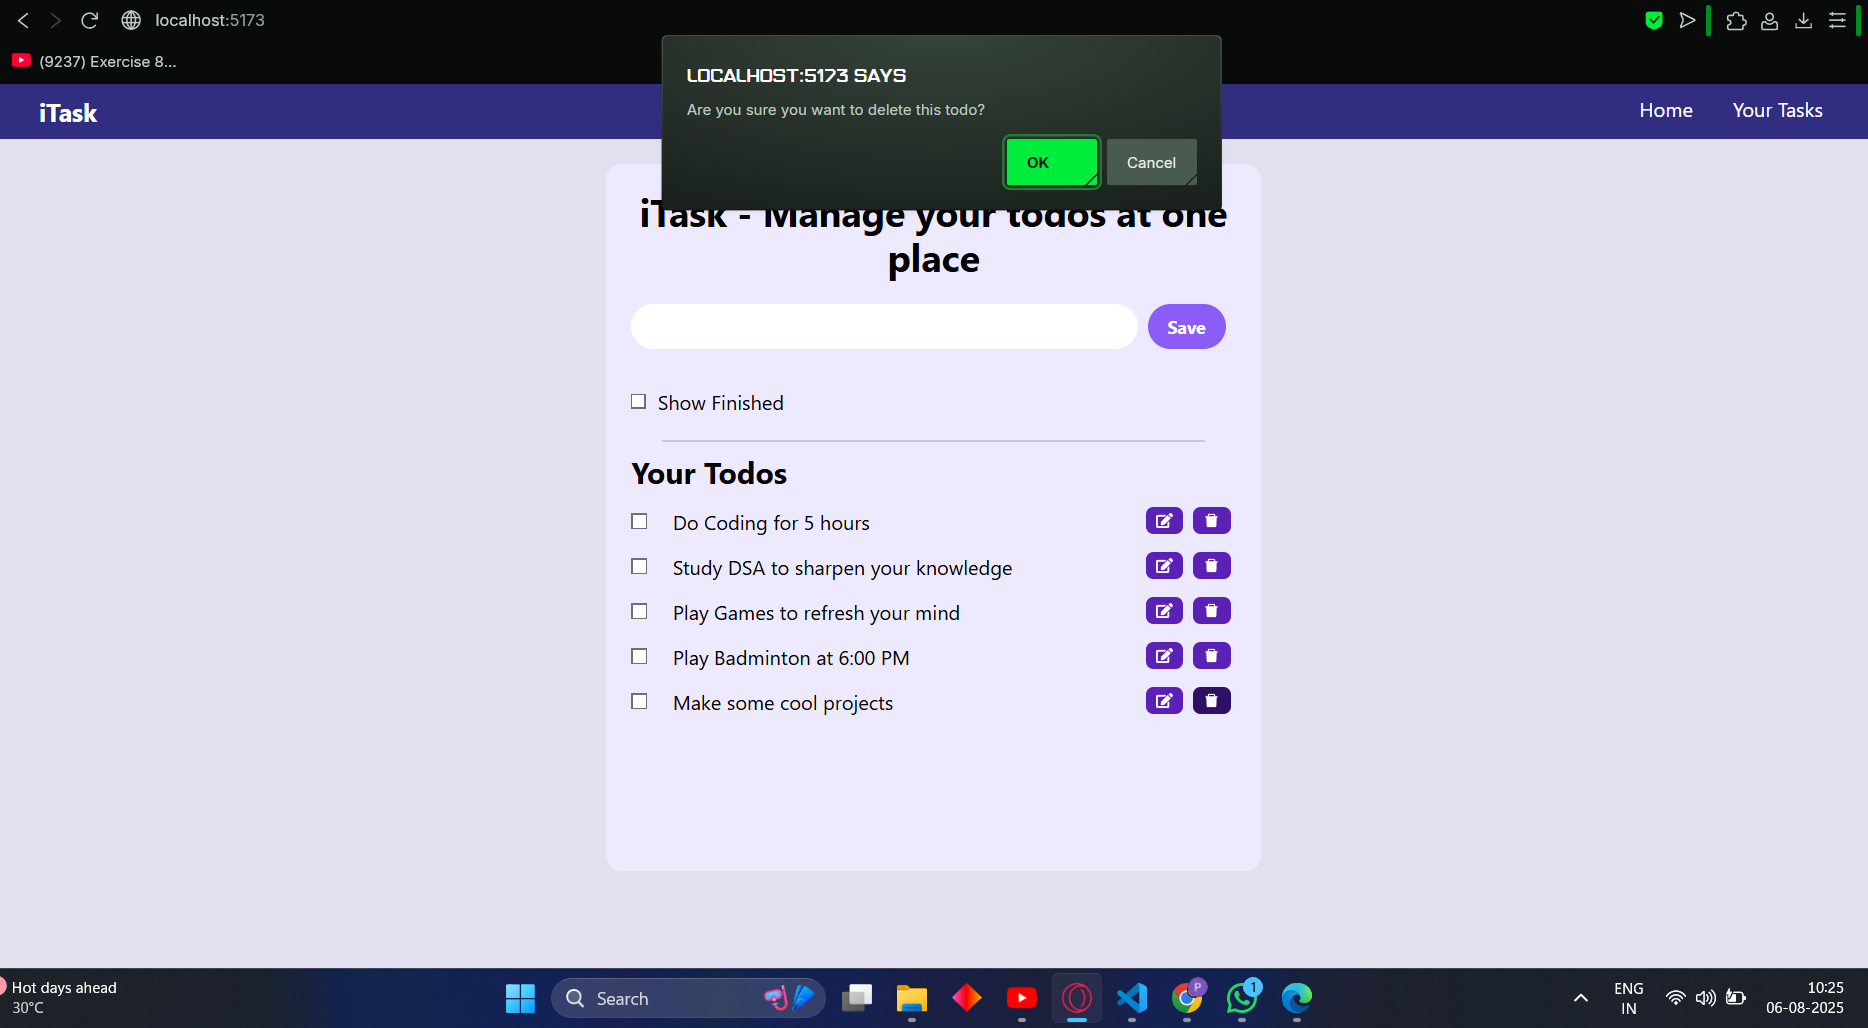 localhost:5173
(9237) Exercise 8...
LOCALHOST:5173 SAYS
Are you sure you want to delete this todo?
OK
Cancel
iTask
Home
Your Tasks
iTask - Manage your todos at one
place
Save
Show Finished
Your Todos
Do Coding for 5 hours
Study DSA to sharpen your knowledge
Play Games to refresh your mind
Play Badminton at 6:00 PM
Make some cool projects
Hot days ahead
30°C
Search
P
1
ENG
IN
10:25
06-08-2025